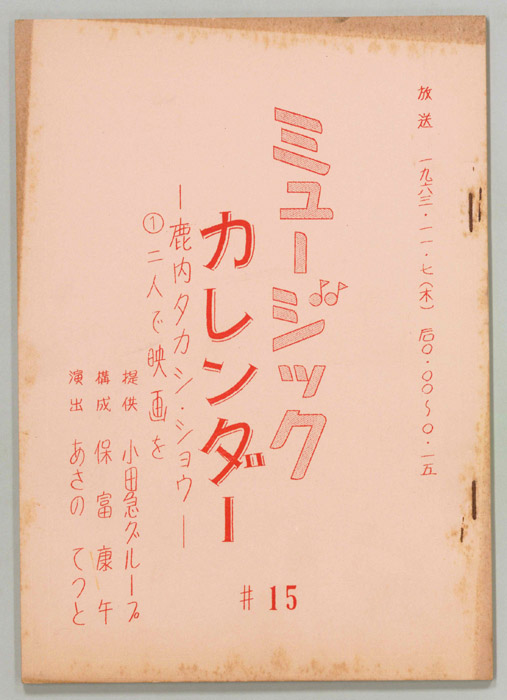 放送 一九六三・一一・七(木) 后〇・〇〇〜〇・一五
ミュージック
カレンダー
ー鹿内タカシ・ショウー
①二人で映画を
提供 小田急グループ
構成 保富康午
演出 あさのてつと
#15